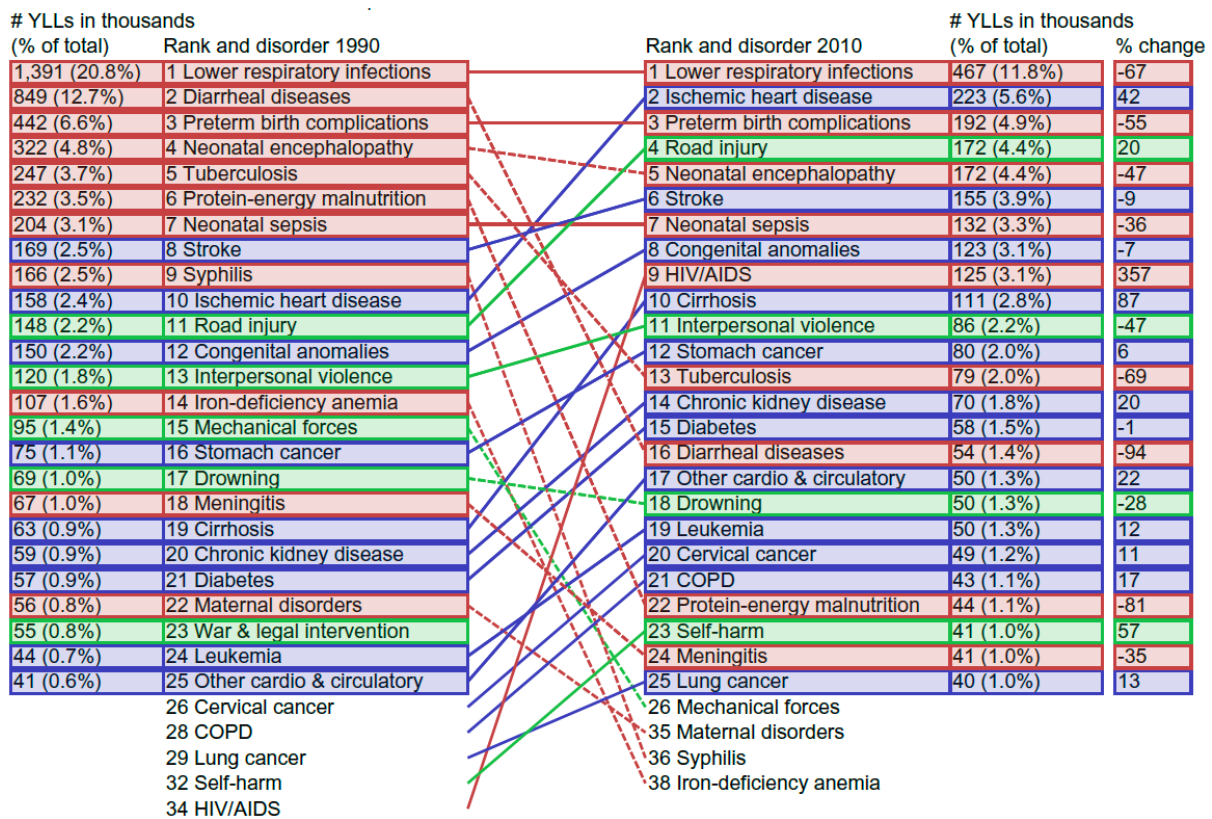 # YLLs in thousands # YLLs in thousands
(% of total) Rank and disorder 1990 Rank and disorder 2010 (% of total) % change
1,391 (20.8%) 1 Lower respiratory infections 1 Lower respiratory infections 467 (11.8%) -67
849 (12.7%) 2 Diarrheal diseases 2 Ischemic heart disease 223 (5.6%) 42
442 (6.6%) 3 Preterm birth complications 3 Preterm birth complications 192 (4.9%) -55
322 (4.8%) 4 Neonatal encephalopathy 4 Road injury 172 (4.4%) 20
247 (3.7%) 5 Tuberculosis 5 Neonatal encephalopathy 172 (4.4%) -47
232 (3.5%) 6 Protein-energy malnutrition 6 Stroke 155 (3.9%) -9
204 (3.1%) 7 Neonatal sepsis 7 Neonatal sepsis 132 (3.3%) -36
169 (2.5%) 8 Stroke 8 Congenital anomalies 123 (3.1%) -7
166 (2.5%) 9 Syphilis 9 HIV/AIDS 125 (3.1%) 357
158 (2.4%) 10 Ischemic heart disease 10 Cirrhosis 111 (2.8%) 87
148 (2.2%) 11 Road injury 11 Interpersonal violence 86 (2.2%) -47
150 (2.2%) 12 Congenital anomalies 12 Stomach cancer 80 (2.0%) 6
120 (1.8%) 13 Interpersonal violence 13 Tuberculosis 79 (2.0%) -69
107 (1.6%) 14 Iron-deficiency anemia 14 Chronic kidney disease 70 (1.8%) 20
95 (1.4%) 15 Mechanical forces 15 Diabetes 58 (1.5%) -1
75 (1.1%) 16 Stomach cancer 16 Diarrheal diseases 54 (1.4%) -94
69 (1.0%) 17 Drowning 17 Other cardio & circulatory 50 (1.3%) 22
67 (1.0%) 18 Meningitis 18 Drowning 50 (1.3%) -28
63 (0.9%) 19 Cirrhosis 19 Leukemia 50 (1.3%) 12
59 (0.9%) 20 Chronic kidney disease 20 Cervical cancer 49 (1.2%) 11
57 (0.9%) 21 Diabetes 21 COPD 43 (1.1%) 17
56 (0.8%) 22 Maternal disorders 22 Protein-energy malnutrition 44 (1.1%) -81
55 (0.8%) 23 War & legal intervention 23 Self-harm 41 (1.0%) 57
44 (0.7%) 24 Leukemia 24 Meningitis 41 (1.0%) -35
41 (0.6%) 25 Other cardio & circulatory 25 Lung cancer 40 (1.0%) 13
26 Cervical cancer 26 Mechanical forces
28 COPD 35 Maternal disorders
29 Lung cancer 36 Syphilis
32 Self-harm 38 Iron-deficiency anemia
34 HIV/AIDS